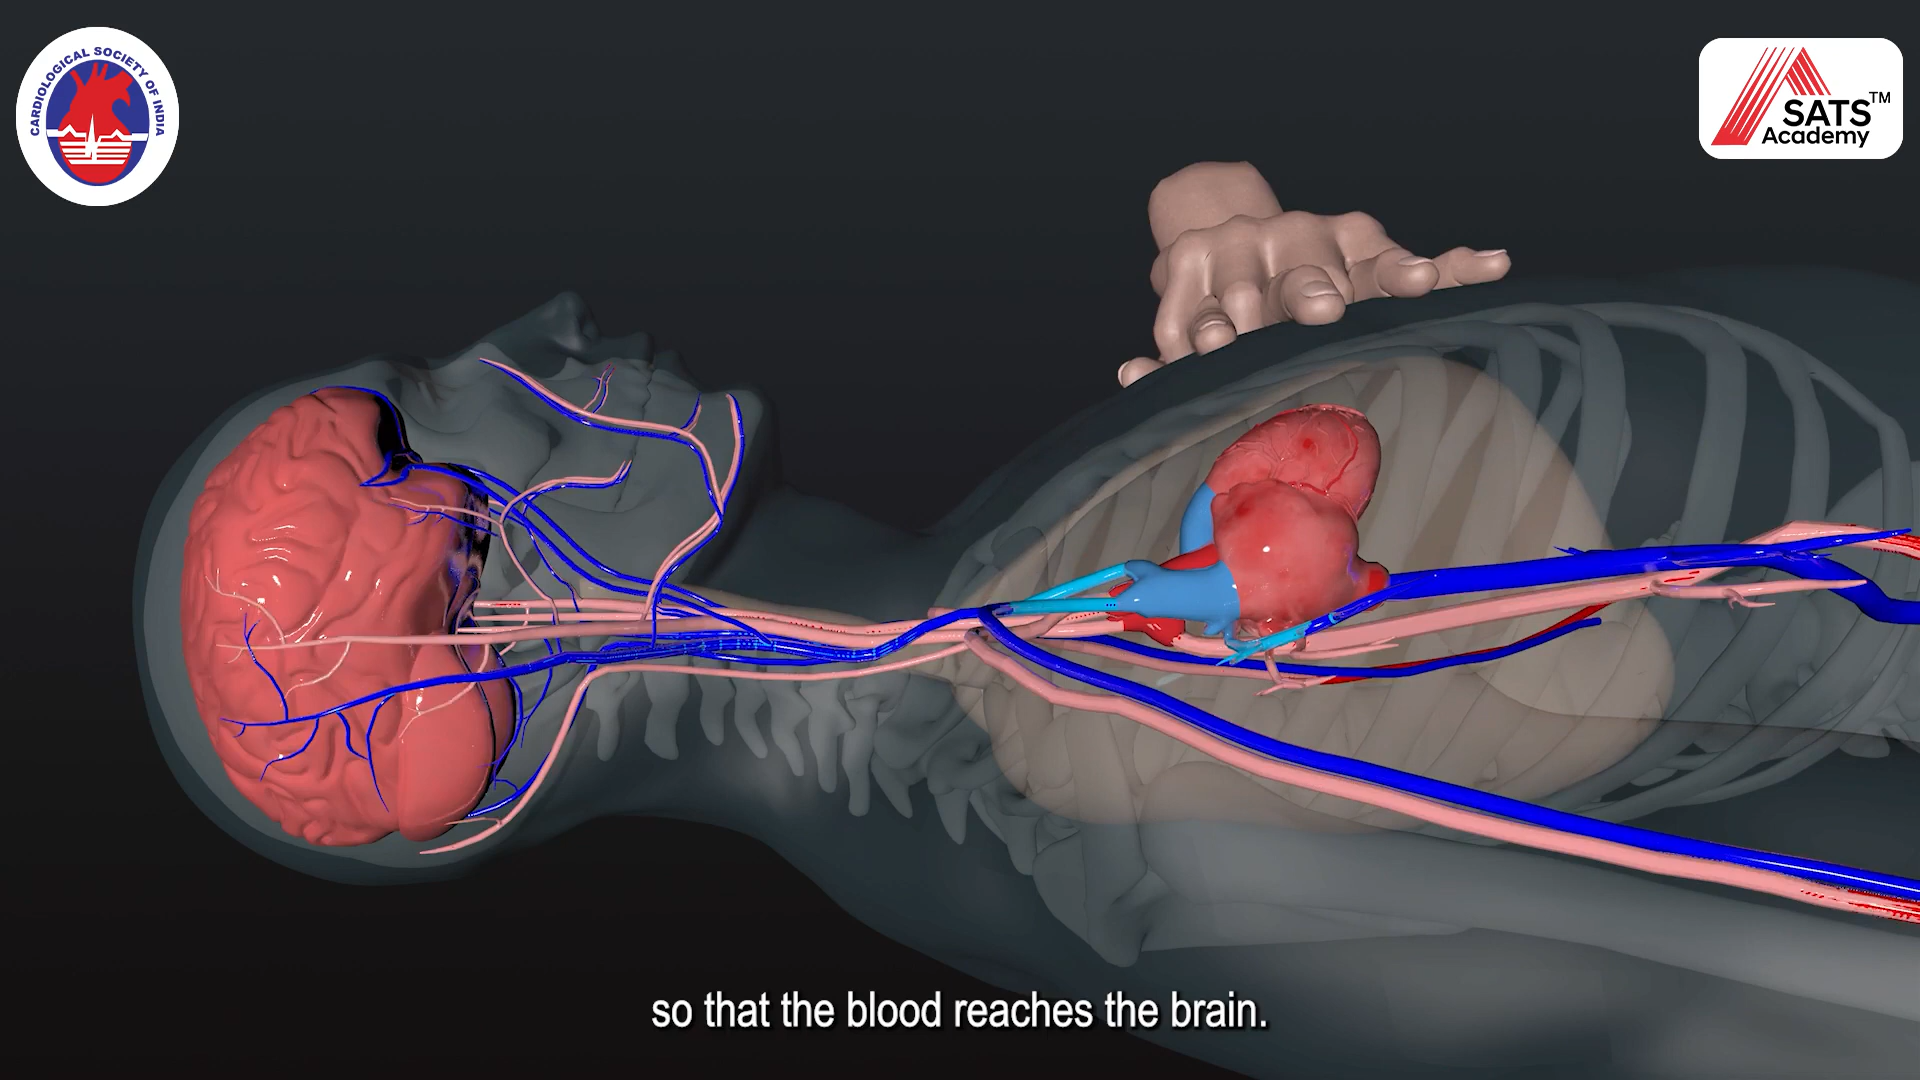 CARDIOLOGICAL SOCIETY OF INDIA
SATS™
Academy
so that the blood reaches the brain.